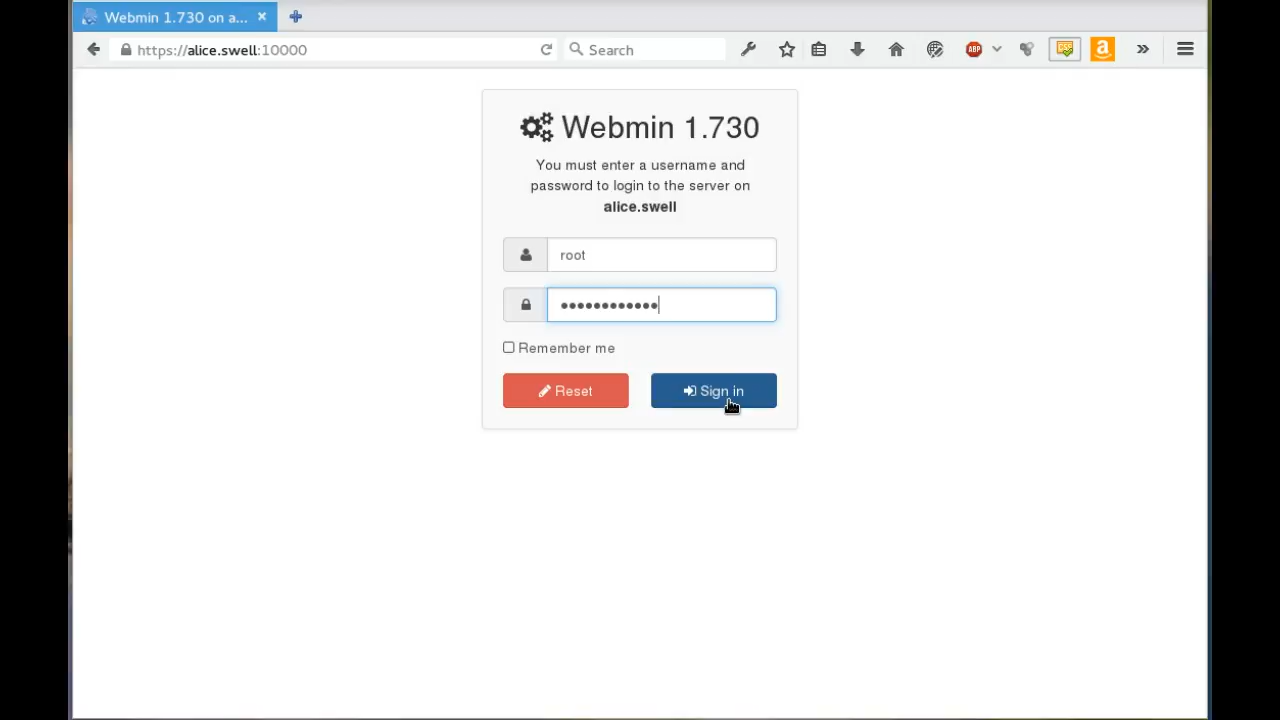 Webmin 1.730 on a...
https://alice.swell:10000
Search
ABP
a
Webmin 1.730
You must enter a username and
password to login to the server on
alice.swell
root
••••••••••••
Remember me
Reset
Sign in